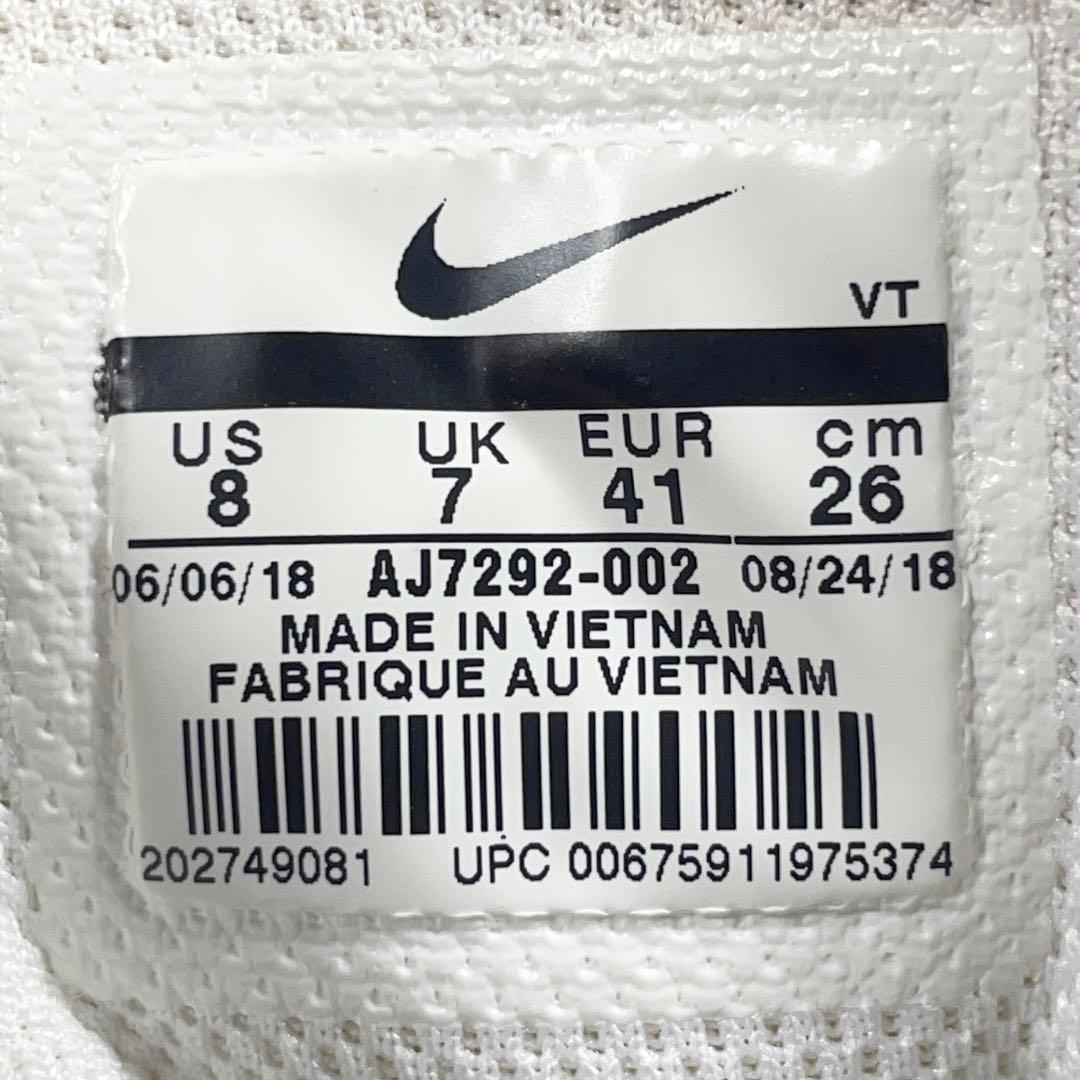 VT
US UK EUR cm
8 7 41 26
06/06/18 AJ7292-002 08/24/18
MADE IN VIETNAM
FABRIQUE AU VIETNAM
202749081 UPC 00675911975374